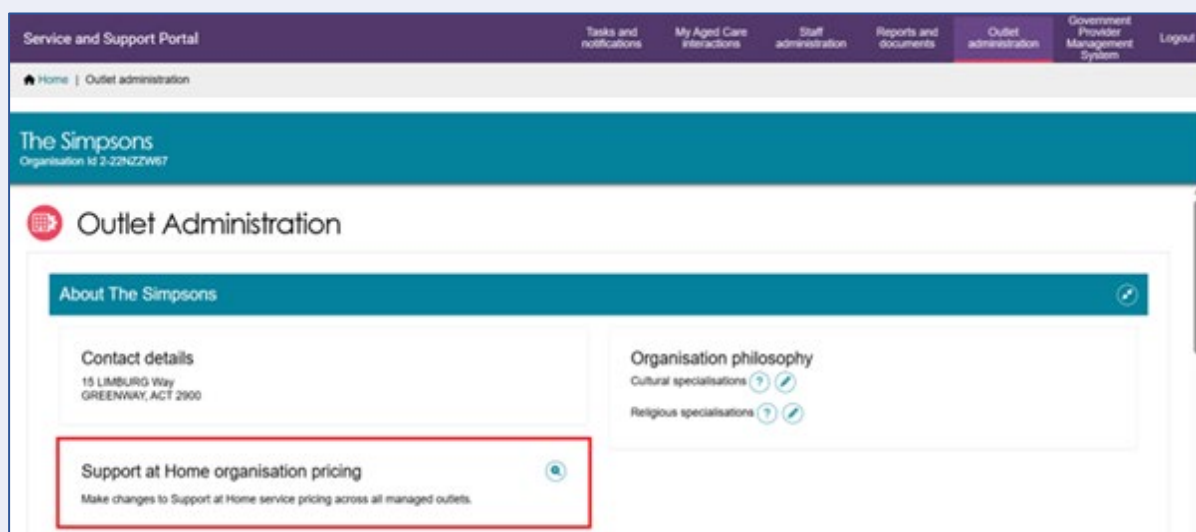 Service and Support Portal
Tasks and notifications
My Aged Care interactions
Staff administration
Reports and documents
Outlet administration
Government Provider Management System
Logout
Home | Outlet administration
The Simpsons
Organisation Id 2-22NZZW67
Outlet Administration
About The Simpsons
Contact details
15 LIMBURG Way
GREENWAY, ACT 2900
Organisation philosophy
Cultural specialisations ?
Religious specialisations ?
Support at Home organisation pricing
Make changes to Support at Home service pricing across all managed outlets.